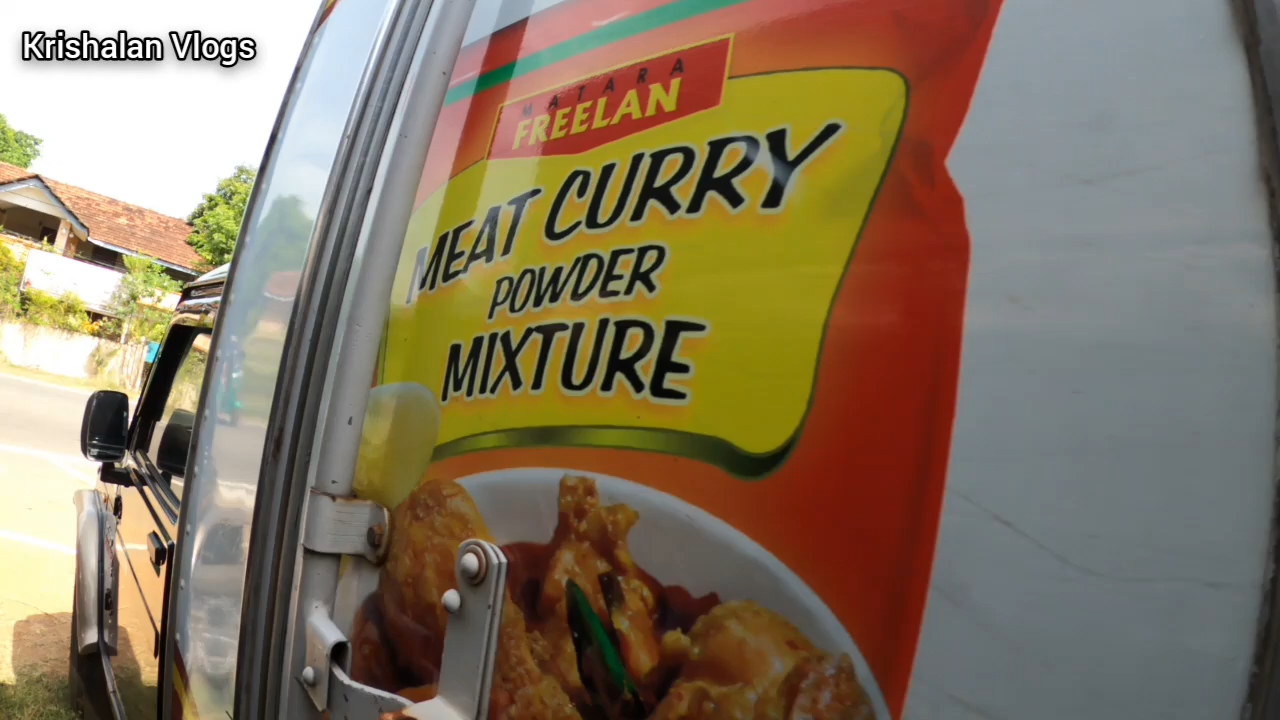 Krishalan Vlogs
MATARA
FREELAN
MEAT CURRY
POWDER
MIXTURE